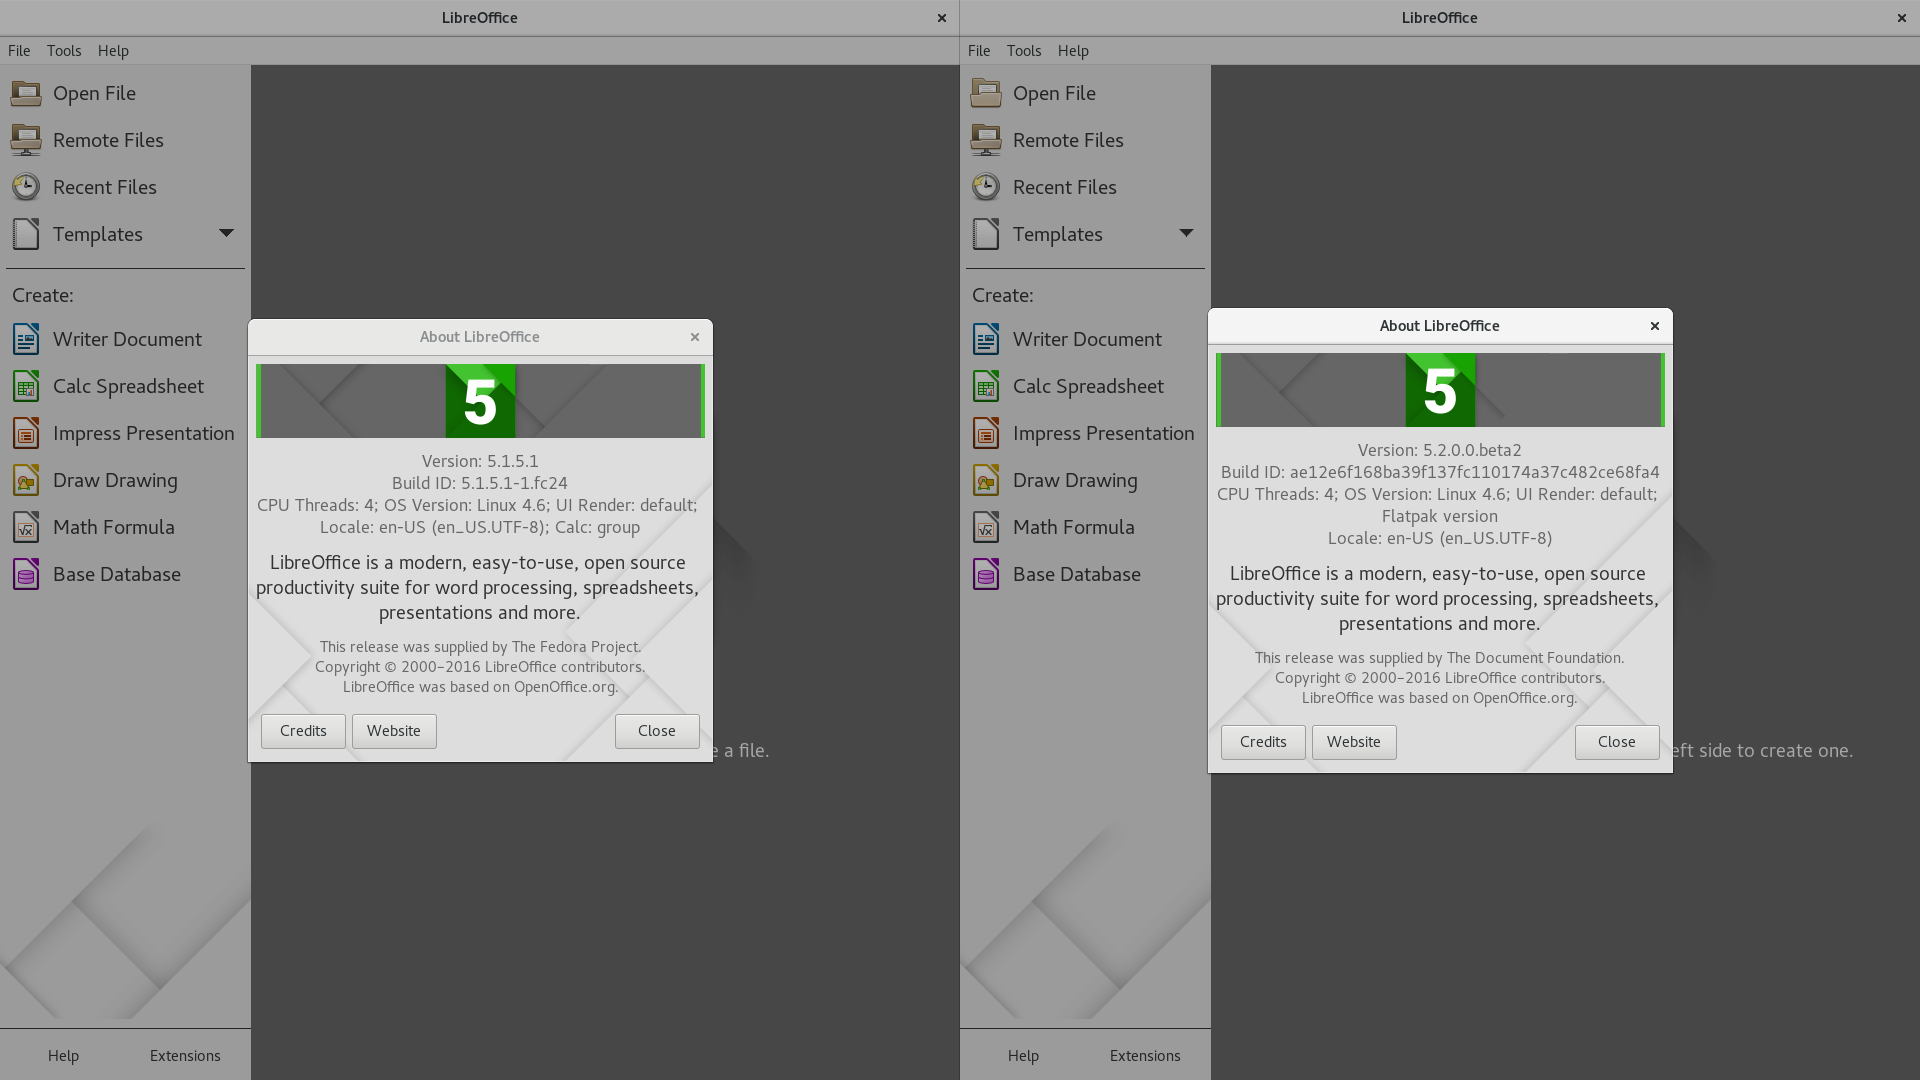 LibreOffice
File Tools Help
Open File
Remote Files
Recent Files
Templates
Create:
Writer Document
Calc Spreadsheet
Impress Presentation
Draw Drawing
Math Formula
Base Database
Help Extensions
About LibreOffice
5
Version: 5.1.5.1
Build ID: 5.1.5.1-1.fc24
CPU Threads: 4; OS Version: Linux 4.6; UI Render: default;
Locale: en-US (en_US.UTF-8); Calc: group
LibreOffice is a modern, easy-to-use, open source
productivity suite for word processing, spreadsheets,
presentations and more.
This release was supplied by The Fedora Project.
Copyright © 2000–2016 LibreOffice contributors.
LibreOffice was based on OpenOffice.org.
Credits Website Close
a file.
LibreOffice
File Tools Help
Open File
Remote Files
Recent Files
Templates
Create:
Writer Document
Calc Spreadsheet
Impress Presentation
Draw Drawing
Math Formula
Base Database
Help Extensions
About LibreOffice
5
Version: 5.2.0.0.beta2
Build ID: ae12e6f168ba39f137fc110174a37c482ce68fa4
CPU Threads: 4; OS Version: Linux 4.6; UI Render: default;
Flatpak version
Locale: en-US (en_US.UTF-8)
LibreOffice is a modern, easy-to-use, open source
productivity suite for word processing, spreadsheets,
presentations and more.
This release was supplied by The Document Foundation.
Copyright © 2000–2016 LibreOffice contributors.
LibreOffice was based on OpenOffice.org.
Credits Website Close
side to create one.